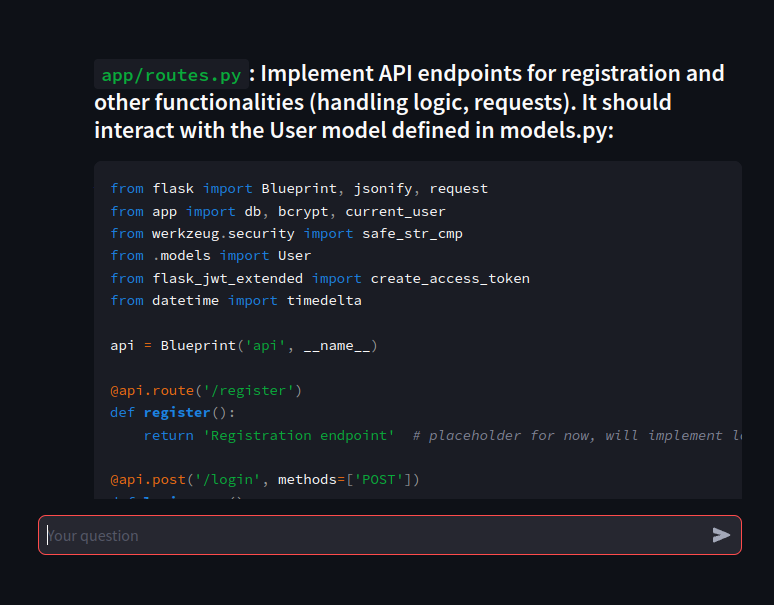 app/routes.py : Implement API endpoints for registration and
other functionalities (handling logic, requests). It should
interact with the User model defined in models.py:
from flask import Blueprint, jsonify, request
from app import db, bcrypt, current_user
from werkzeug.security import safe_str_cmp
from .models import User
from flask_jwt_extended import create_access_token
from datetime import timedelta
api = Blueprint('api', __name__)
@api.route('/register')
def register():
    return 'Registration endpoint'  # placeholder for now, will implement
@api.post('/login', methods=['POST'])
Your question